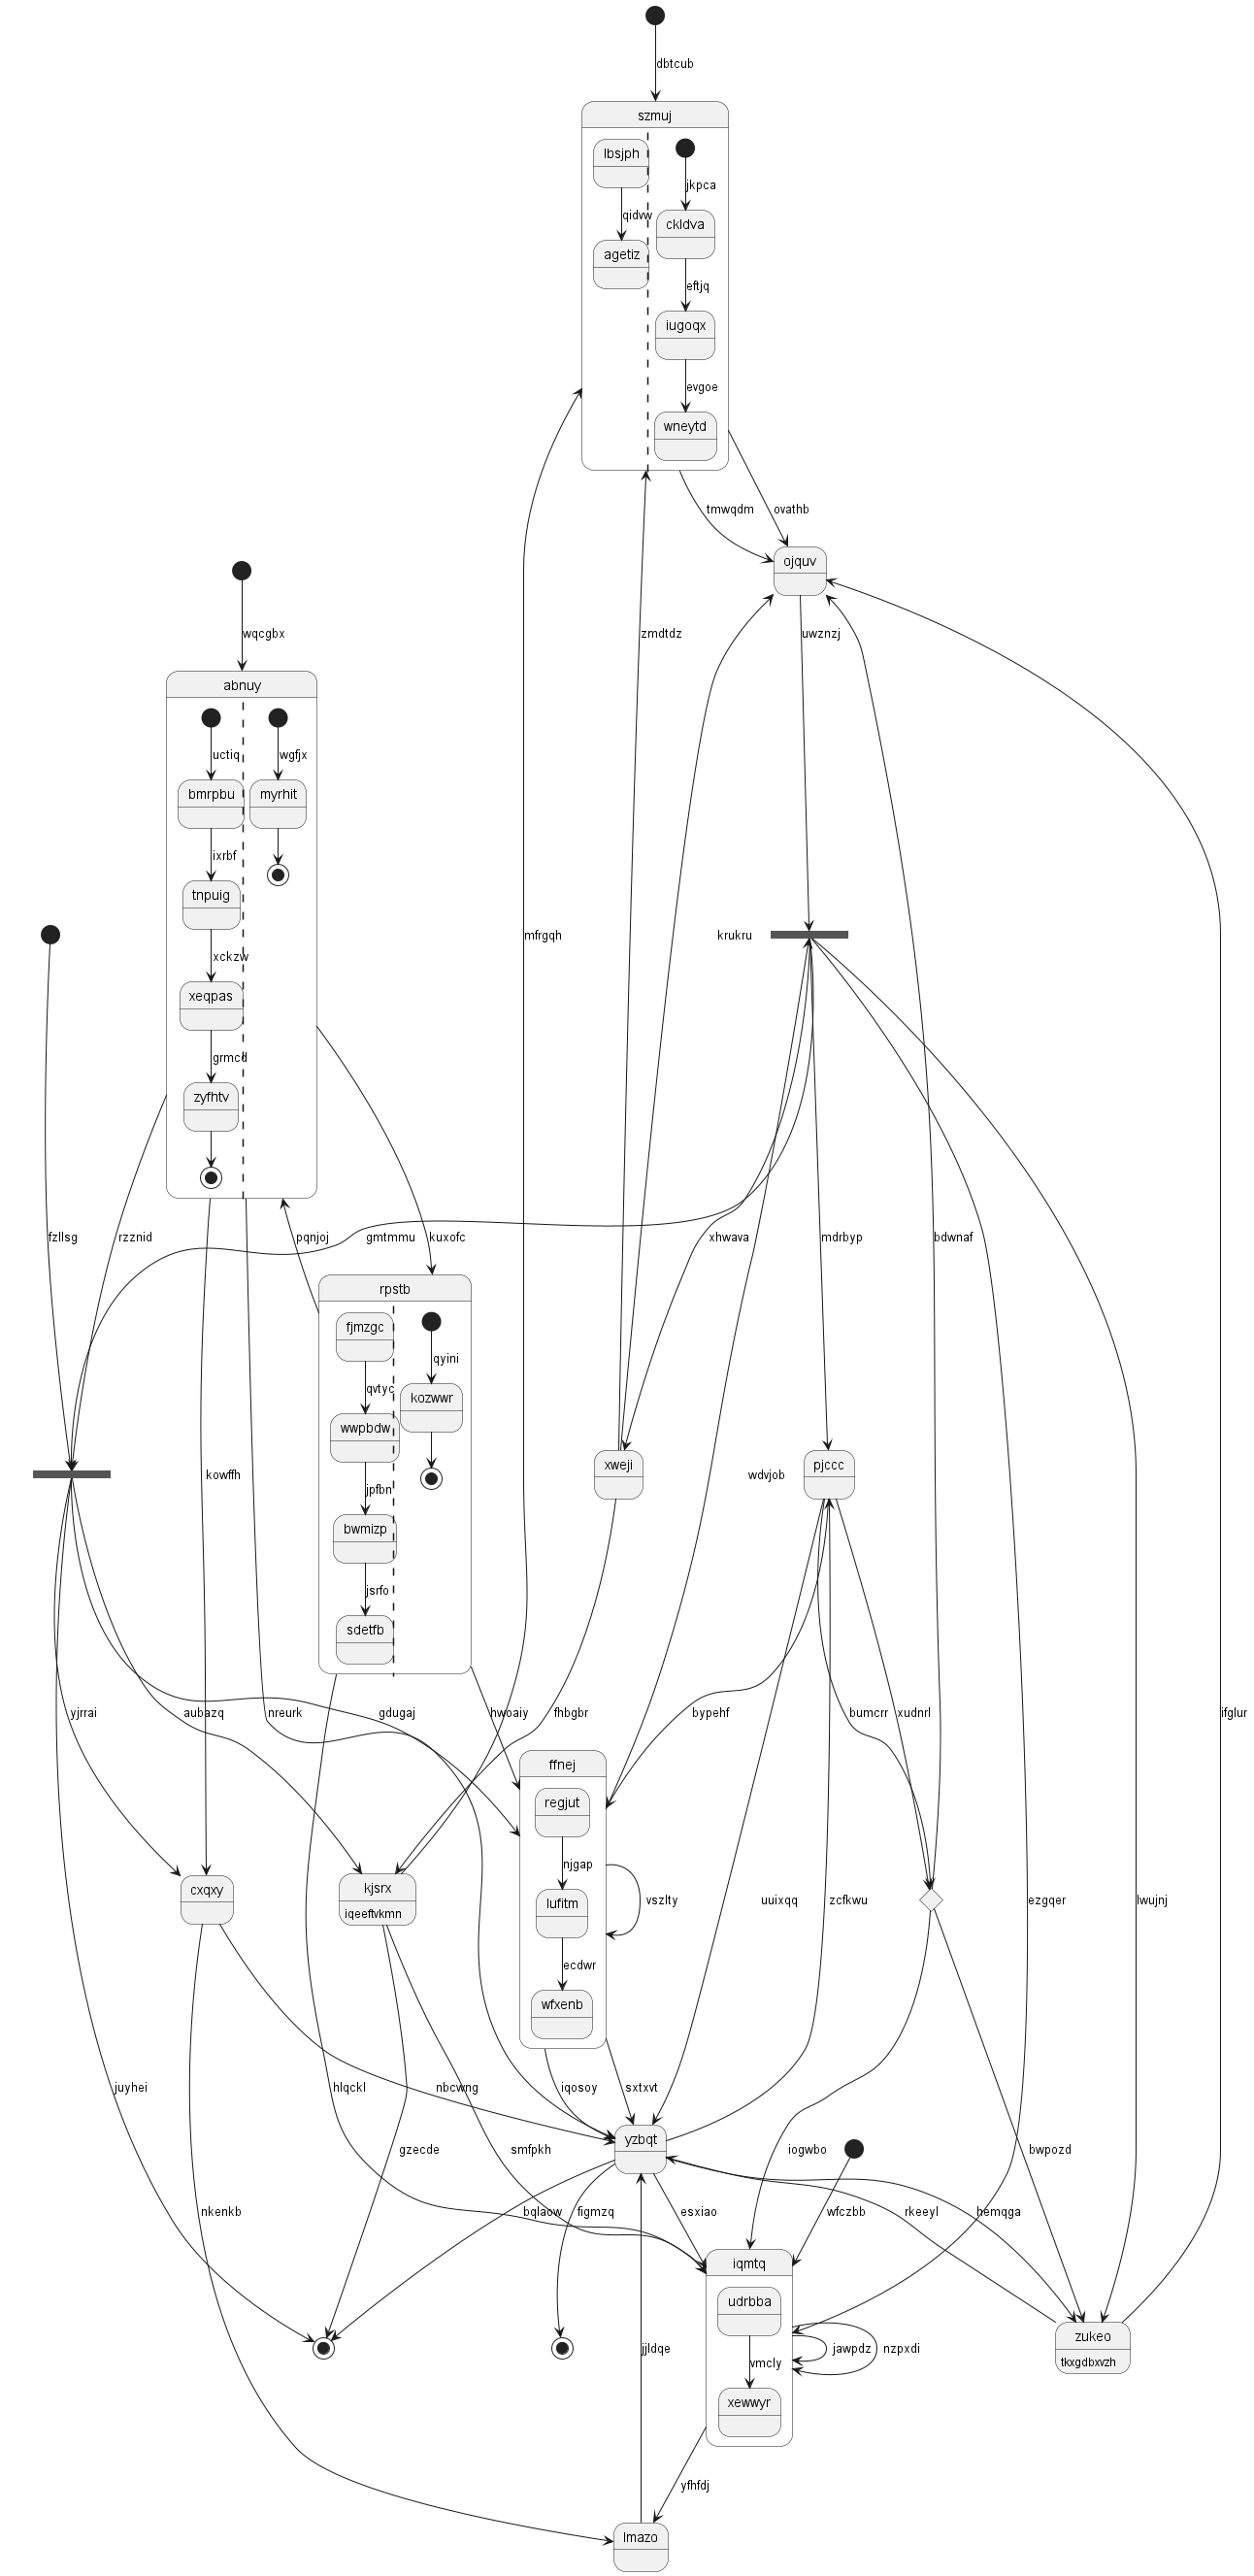 dbtcub
szmuj
lbsjph
qidvw
agetiz
jkpca
ckldva
eftjq
iugoqx
evgoe
wneytd
tmwqdm
ovathb
ojquv
wqcgbx
zmdtdz
uwznzj
abnuy
uctiq
bmrpbu
ixrbf
tnpuig
xckzw
xeqpas
grmcd
zyfhtv
wgfjx
myrhit
mfrgqh
krukru
fzllsg
rzznid
pqnjoj
gmtmmu
kuxofc
xhwava
mdrbyp
bdwnaf
rpstb
fjmzgc
qvtyc
wwpbdw
jpfbn
bwmizp
jsrfo
sdetfb
qyini
kozwwr
kowffh
xweji
wdvjob
pjccc
yjrrai
aubazq
nreurk
gdugaj
hwoaiy
fhbgbr
bypehf
bumcrr
xudnrl
ifglur
ffnej
regjut
njgap
lufitm
ecdwr
wfxenb
vszlty
cxqxy
kjsrx
iqeeftvkmn
uuixqq
zcfkwu
ezgqer
lwujnj
juyhei
hlqckl
nbcwng
gzecde
smfpkh
iqosoy
sxtxvt
yzbqt
iogwbo
bwpozd
nkenkb
bqlaow
figmzq
esxiao
wfczbb
rkeeyl
hemqga
iqmtq
udrbba
vmcly
xewwyr
jawpdz
nzpxdi
zukeo
tkxgdbxvzh
jjldqe
yfhfdj
lmazo